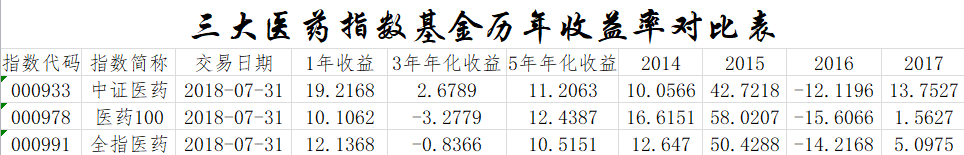 三大医药指数基金历年收益率对比表
指数代码 指数简称 交易日期 1年收益 3年年化收益 5年年化收益 2014 2015 2016 2017
000933 中证医药 2018-07-31 19.2168 2.6789 11.2063 10.0566 42.7218 -12.1196 13.7527
000978 医药100 2018-07-31 10.1062 -3.2779 12.4387 16.6151 58.0207 -15.6066 1.5627
000991 全指医药 2018-07-31 12.1368 -0.8366 10.5151 12.647 50.4288 -14.2168 5.0975